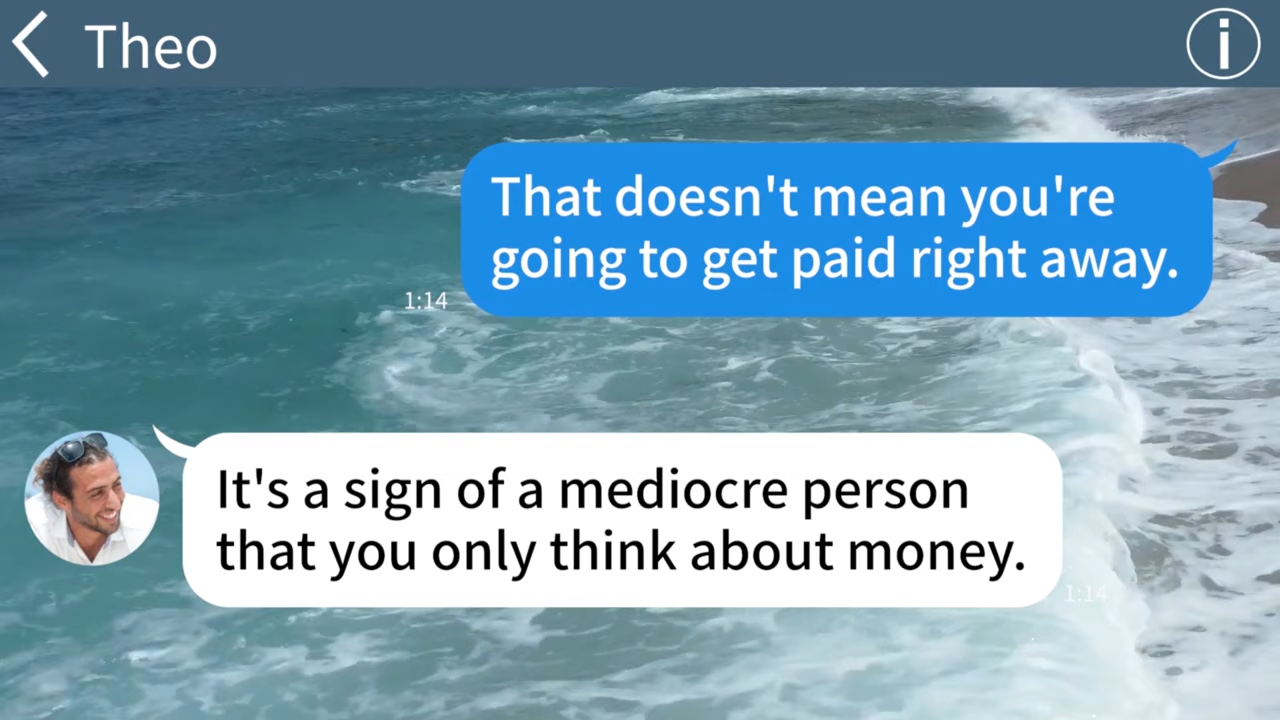 Theo
That doesn't mean you're
going to get paid right away.
1:14
It's a sign of a mediocre person
that you only think about money.
1:14